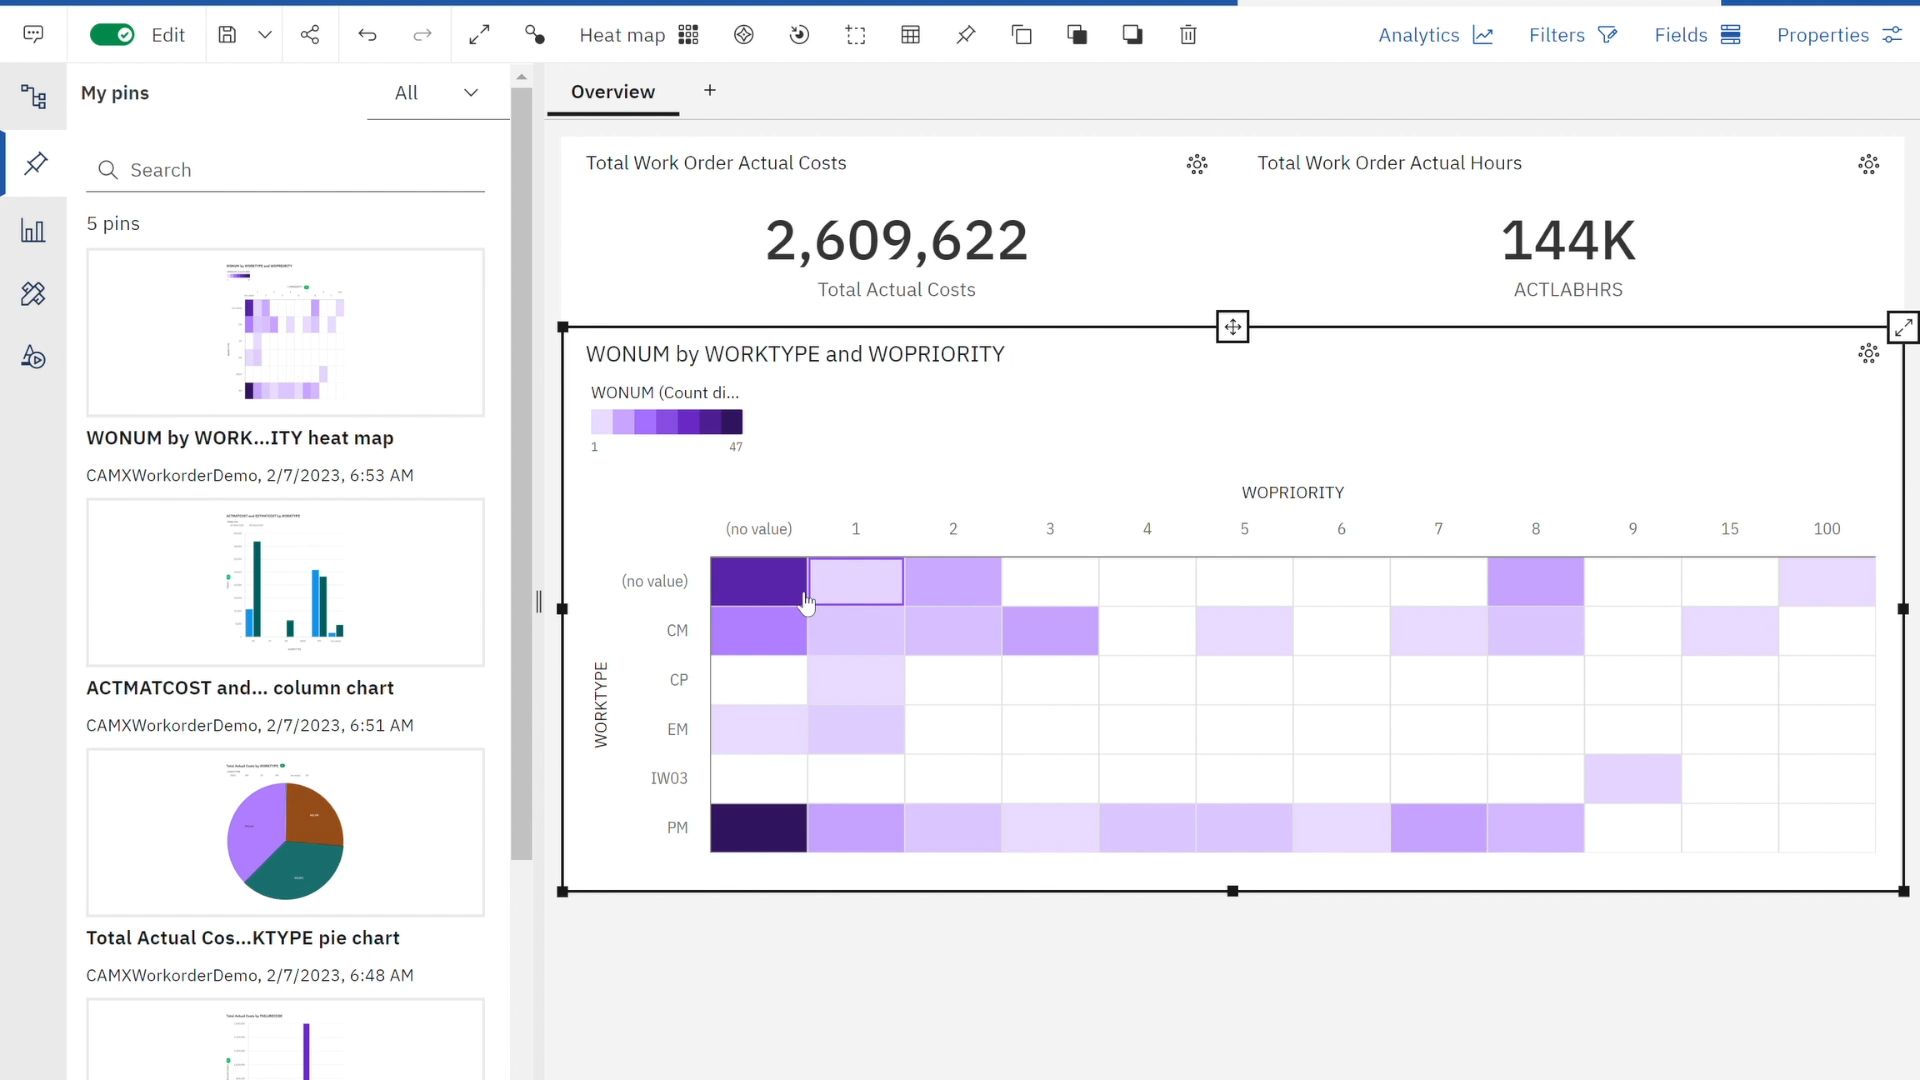 Edit
Heat map
Analytics
Filters
Fields
Properties
My pins
All
Search
5 pins
WONUM by WORK...ITY heat map
CAMXWorkorderDemo, 2/7/2023, 6:53 AM
ACTMATCOST and... column chart
CAMXWorkorderDemo, 2/7/2023, 6:51 AM
Total Actual Cos...KTYPE pie chart
CAMXWorkorderDemo, 2/7/2023, 6:48 AM
Overview
Total Work Order Actual Costs
2,609,622
Total Actual Costs
Total Work Order Actual Hours
144K
ACTLABHRS
WONUM by WORKTYPE and WOPRIORITY
WONUM (Count di...
1 47
WOPRIORITY
(no value) 1 2 3 4 5 6 7 8 9 15 100
WORKTYPE
(no value)
CM
CP
EM
IW03
PM